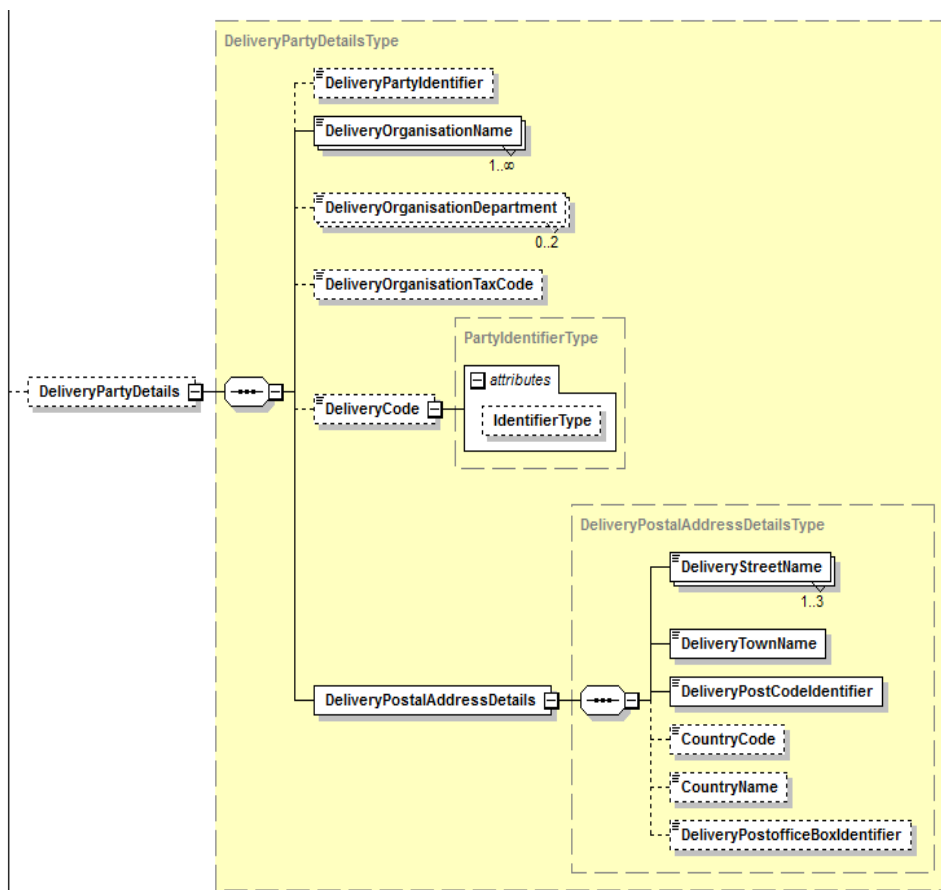 DeliveryPartyDetailsType
DeliveryPartyIdentifier
DeliveryOrganisationName
1..∞
DeliveryOrganisationDepartment
0..2
DeliveryOrganisationTaxCode
PartyIdentifierType
attributes
DeliveryPartyDetails
DeliveryCode
IdentifierType
DeliveryPostalAddressDetailsType
DeliveryStreetName
1..3
DeliveryTownName
DeliveryPostalAddressDetails
DeliveryPostCodeIdentifier
CountryCode
CountryName
DeliveryPostofficeBoxIdentifier